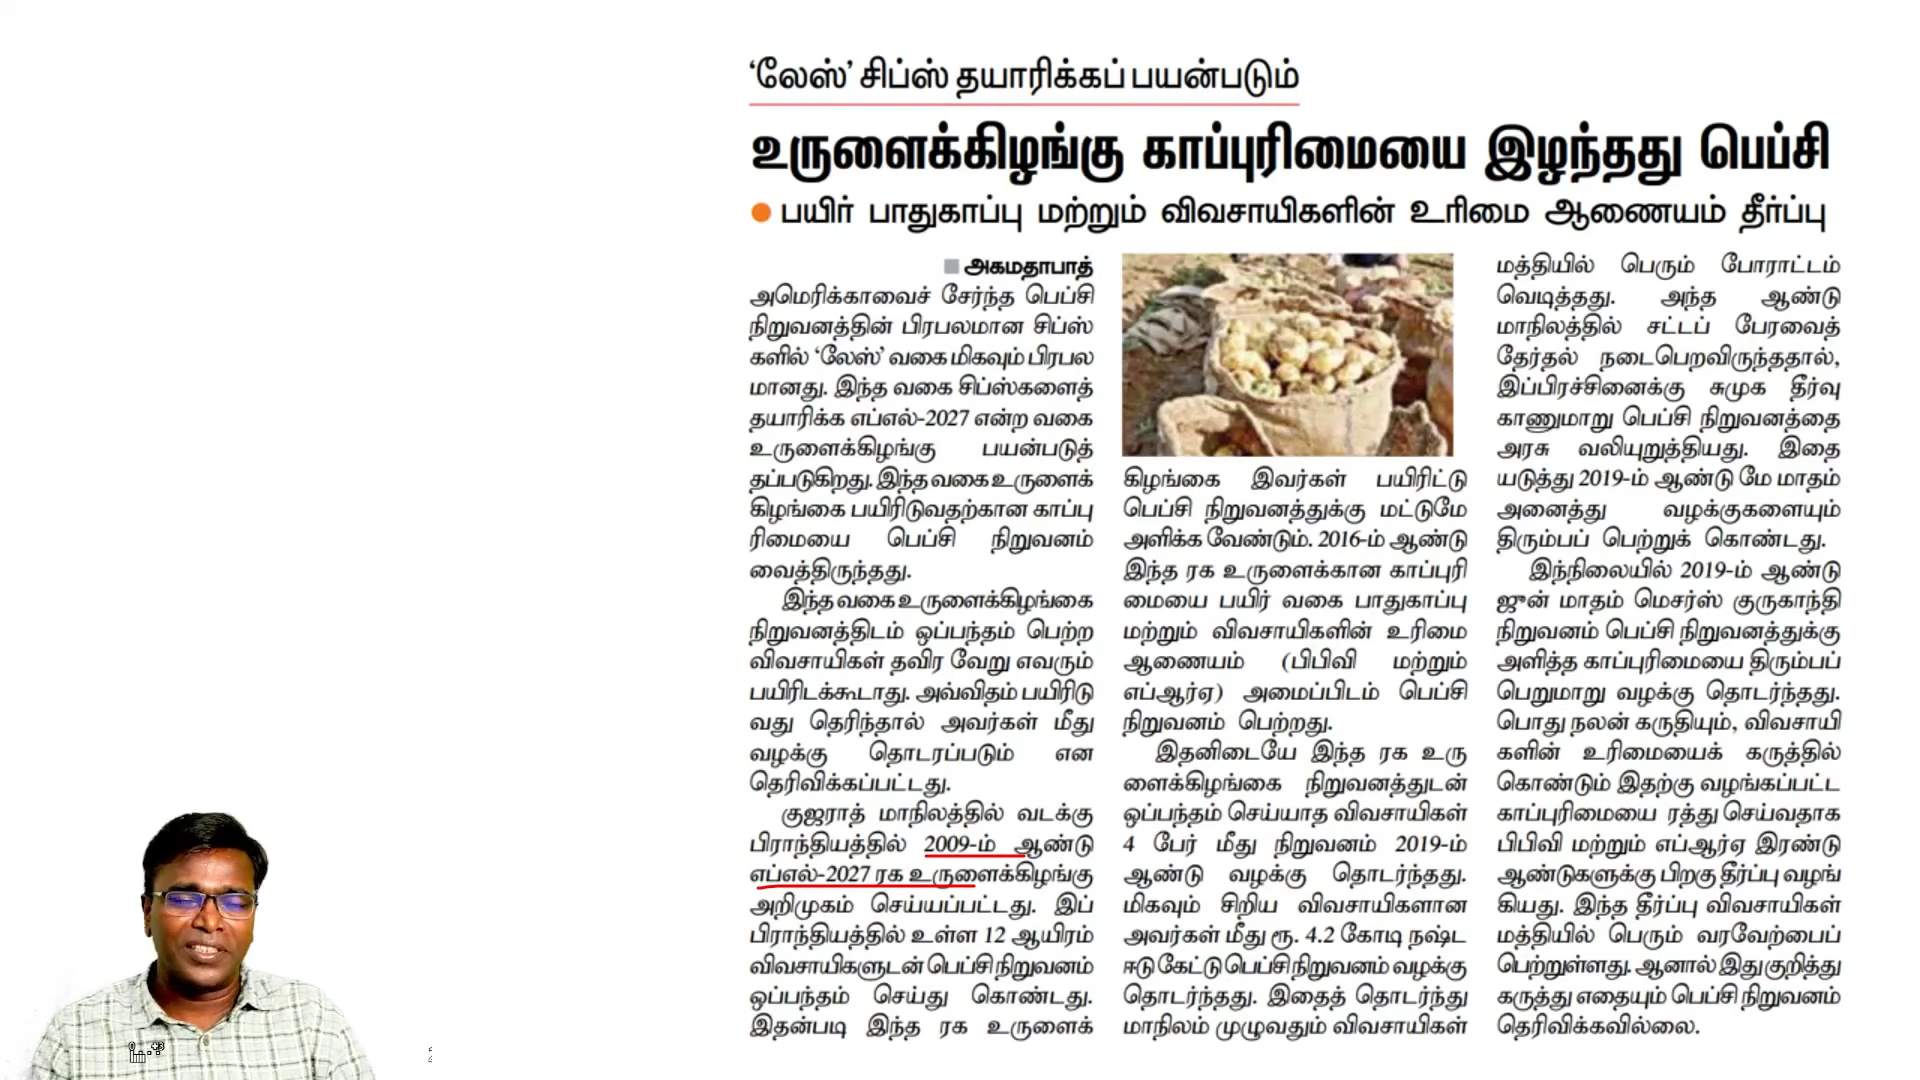 ‘லேஸ்’ சிப்ஸ் தயாரிக்கப் பயன்படும்
உருளைக்கிழங்கு காப்புரிமையை இழந்தது பெப்சி
● பயிர் பாதுகாப்பு மற்றும் விவசாயிகளின் உரிமை ஆணையம் தீர்ப்பு
■ அகமதாபாத்
அமெரிக்காவைச் சேர்ந்த பெப்சி
நிறுவனத்தின் பிரபலமான சிப்ஸ்
களில் ‘லேஸ்’ வகை மிகவும் பிரபல
மானது. இந்த வகை சிப்ஸ்களைத்
தயாரிக்க எப்எல்-2027 என்ற வகை
உருளைக்கிழங்கு பயன்படுத்
தப்படுகிறது. இந்த வகை உருளைக்
கிழங்கை பயிரிடுவதற்கான காப்பு
ரிமையை பெப்சி நிறுவனம்
வைத்திருந்தது.
இந்த வகை உருளைக்கிழங்கை
நிறுவனத்திடம் ஒப்பந்தம் பெற்ற
விவசாயிகள் தவிர வேறு எவரும்
பயிரிடக்கூடாது. அவ்விதம் பயிரிடு
வது தெரிந்தால் அவர்கள் மீது
வழக்கு தொடரப்படும் என
தெரிவிக்கப்பட்டது.
குஜராத் மாநிலத்தில் வடக்கு
பிராந்தியத்தில் 2009-ம் ஆண்டு
எப்எல்-2027 ரக உருளைக்கிழங்கு
அறிமுகம் செய்யப்பட்டது. இப்
பிராந்தியத்தில் உள்ள 12 ஆயிரம்
விவசாயிகளுடன் பெப்சி நிறுவனம்
ஒப்பந்தம் செய்து கொண்டது.
இதன்படி இந்த ரக உருளைக்
கிழங்கை இவர்கள் பயிரிட்டு
பெப்சி நிறுவனத்துக்கு மட்டுமே
அளிக்க வேண்டும். 2016-ம் ஆண்டு
இந்த ரக உருளைக்கான காப்புரி
மையை பயிர் வகை பாதுகாப்பு
மற்றும் விவசாயிகளின் உரிமை
ஆணையம் (பிபிவி மற்றும்
எப்ஆர்ஏ) அமைப்பிடம் பெப்சி
நிறுவனம் பெற்றது.
இதனிடையே இந்த ரக உரு
ளைக்கிழங்கை நிறுவனத்துடன்
ஒப்பந்தம் செய்யாத விவசாயிகள்
4 பேர் மீது நிறுவனம் 2019-ம்
ஆண்டு வழக்கு தொடர்ந்தது.
மிகவும் சிறிய விவசாயிகளான
அவர்கள் மீது ரூ. 4.2 கோடி நஷ்ட
ஈடு கேட்டு பெப்சி நிறுவனம் வழக்கு
தொடர்ந்தது. இதைத் தொடர்ந்து
மாநிலம் முழுவதும் விவசாயிகள்
மத்தியில் பெரும் போராட்டம்
வெடித்தது. அந்த ஆண்டு
மாநிலத்தில் சட்டப் பேரவைத்
தேர்தல் நடைபெறவிருந்ததால்,
இப்பிரச்சினைக்கு சுமுக தீர்வு
காணுமாறு பெப்சி நிறுவனத்தை
அரசு வலியுறுத்தியது. இதை
யடுத்து 2019-ம் ஆண்டு மே மாதம்
அனைத்து வழக்குகளையும்
திரும்பப் பெற்றுக் கொண்டது.
இந்நிலையில் 2019-ம் ஆண்டு
ஜுன் மாதம் மெசர்ஸ் குருகாந்தி
நிறுவனம் பெப்சி நிறுவனத்துக்கு
அளித்த காப்புரிமையை திரும்பப்
பெறுமாறு வழக்கு தொடர்ந்தது.
பொது நலன் கருதியும், விவசாயி
களின் உரிமையைக் கருத்தில்
கொண்டும் இதற்கு வழங்கப்பட்ட
காப்புரிமையை ரத்து செய்வதாக
பிபிவி மற்றும் எப்ஆர்ஏ இரண்டு
ஆண்டுகளுக்கு பிறகு தீர்ப்பு வழங்
கியது. இந்த தீர்ப்பு விவசாயிகள்
மத்தியில் பெரும் வரவேற்பைப்
பெற்றுள்ளது. ஆனால் இது குறித்து
கருத்து எதையும் பெப்சி நிறுவனம்
தெரிவிக்கவில்லை.